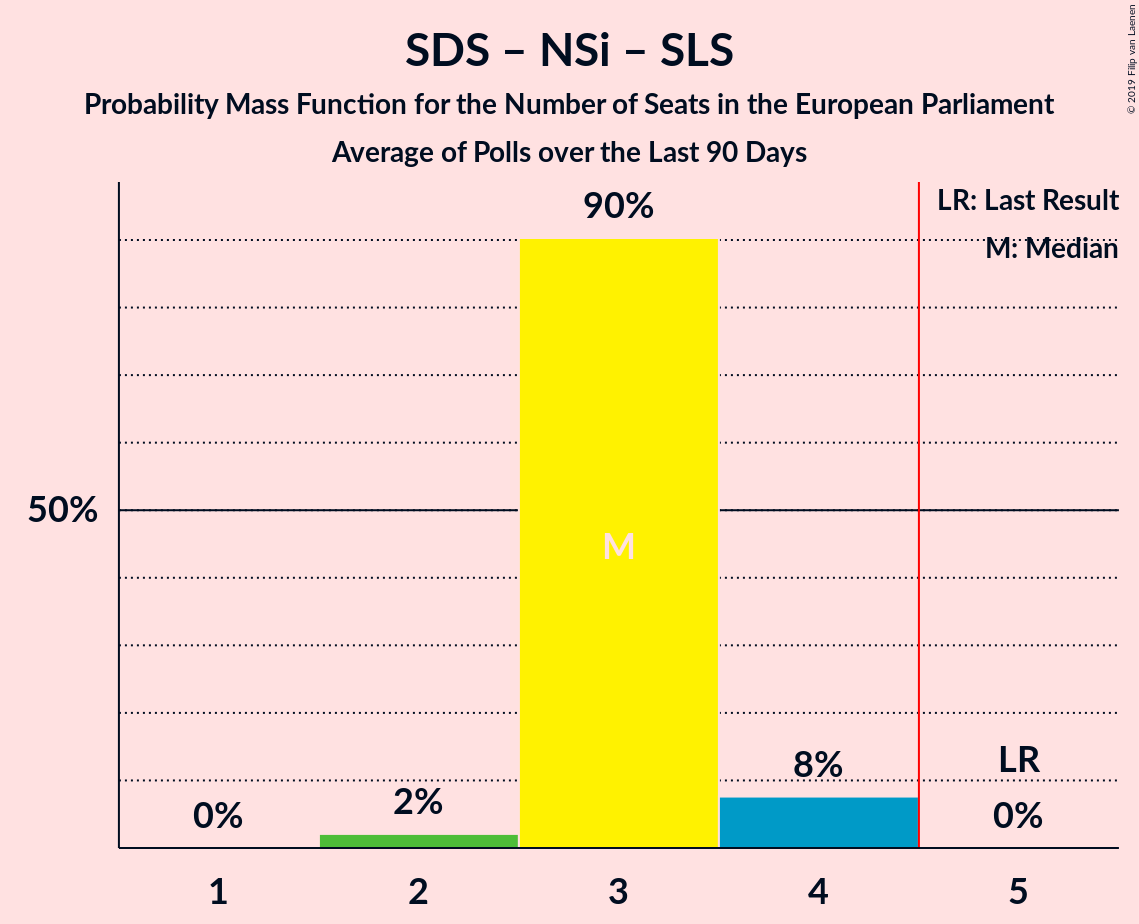 SDS – NSi – SLS
Probability Mass Function for the Number of Seats in the European Parliament
Average of Polls over the Last 90 Days
© 2019 Filip van Laenen
LR: Last Result
M: Median
90%
50%
M
8%
LR
2%
0%
0%
1 2 3 4 5